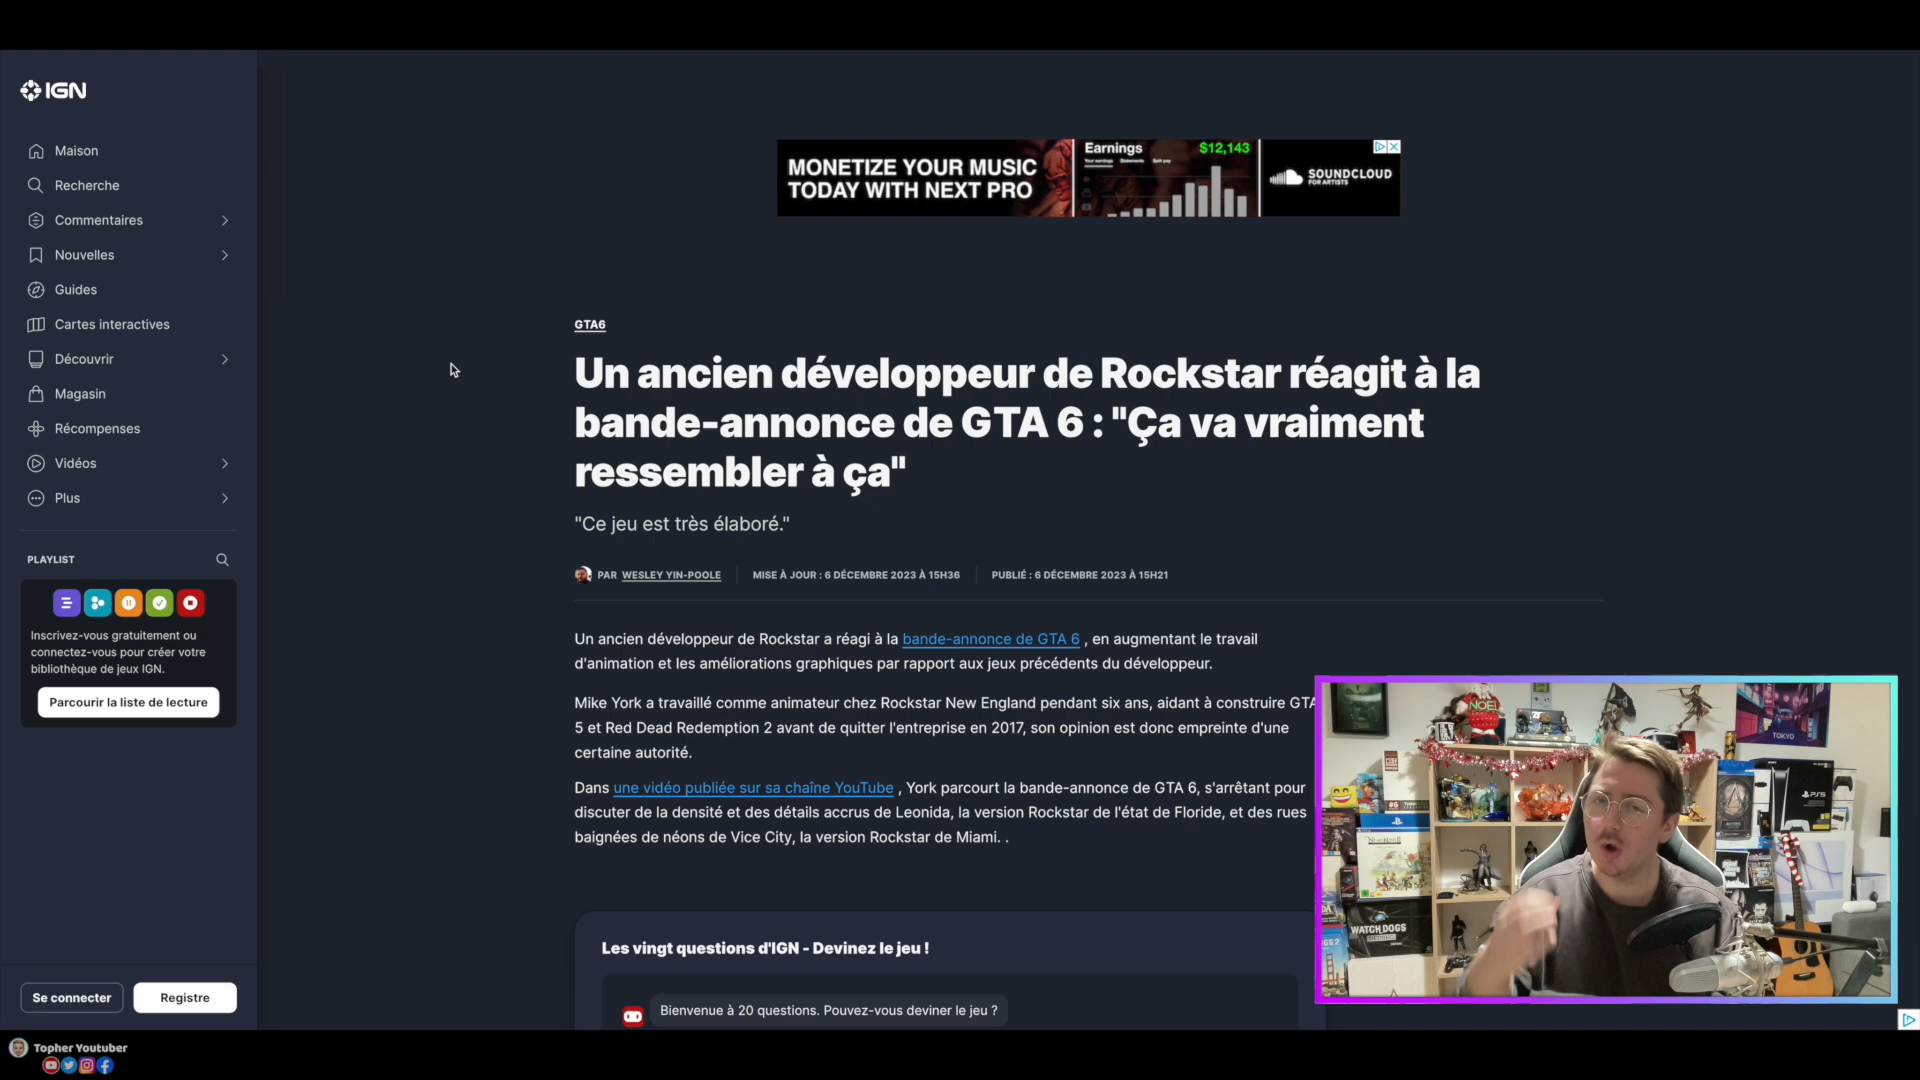 IGN
Maison
Recherche
Commentaires
Nouvelles
Guides
Cartes interactives
Découvrir
Magasin
Récompenses
Vidéos
Plus
PLAYLIST
Inscrivez-vous gratuitement ou
connectez-vous pour créer votre
bibliothèque de jeux IGN.
Parcourir la liste de lecture
Se connecter
Registre
MONETIZE YOUR MUSIC
TODAY WITH NEXT PRO
Earnings
$12,143
Your earnings
Statements
Split pay
SOUNDCLOUD
FOR ARTISTS
GTA6
Un ancien développeur de Rockstar réagit à la
bande-annonce de GTA 6 : "Ça va vraiment
ressembler à ça"
"Ce jeu est très élaboré."
PAR WESLEY YIN-POOLE
MISE À JOUR : 6 DÉCEMBRE 2023 À 15H36
PUBLIÉ : 6 DÉCEMBRE 2023 À 15H21
Un ancien développeur de Rockstar a réagi à la bande-annonce de GTA 6 , en augmentant le travail
d'animation et les améliorations graphiques par rapport aux jeux précédents du développeur.
Mike York a travaillé comme animateur chez Rockstar New England pendant six ans, aidant à construire GTA
5 et Red Dead Redemption 2 avant de quitter l'entreprise en 2017, son opinion est donc empreinte d'une
certaine autorité.
Dans une vidéo publiée sur sa chaîne YouTube , York parcourt la bande-annonce de GTA 6, s'arrêtant pour
discuter de la densité et des détails accrus de Leonida, la version Rockstar de l'état de Floride, et des rues
baignées de néons de Vice City, la version Rockstar de Miami. .
Les vingt questions d'IGN - Devinez le jeu !
Bienvenue à 20 questions. Pouvez-vous deviner le jeu ?
NOËL
TOKYO
#6
PS5
WATCH_DOGS
Topher Youtuber